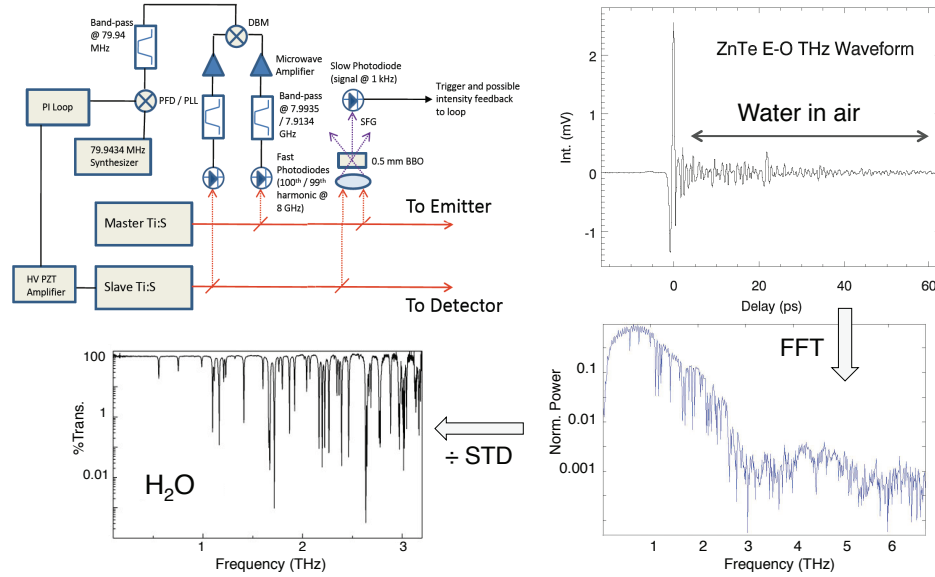 Band-pass
@ 79.94
MHz
DBM
Microwave
Amplifier
Slow Photodiode
(signal @ 1 kHz)
PI Loop
PFD / PLL
Band-pass
@ 7.9935
/ 7.9134
GHz
SFG
Trigger and possible
intensity feedback
to loop
79.9434 MHz
Synthesizer
0.5 mm BBO
Fast
Photodiodes
(100th / 99th
harmonic @
8 GHz)
Master Ti:S
To Emitter
HV PZT
Amplifier
Slave Ti:S
To Detector
ZnTe E-O THz Waveform
Water in air
Int. (mV)
2
1
0
-1
0
20
40
60
Delay (ps)
FFT
Norm. Power
0.1
0.01
0.001
1
2
3
4
5
6
Frequency (THz)
÷ STD
%Trans.
100
1
0.01
H2O
1
2
3
Frequency (THz)